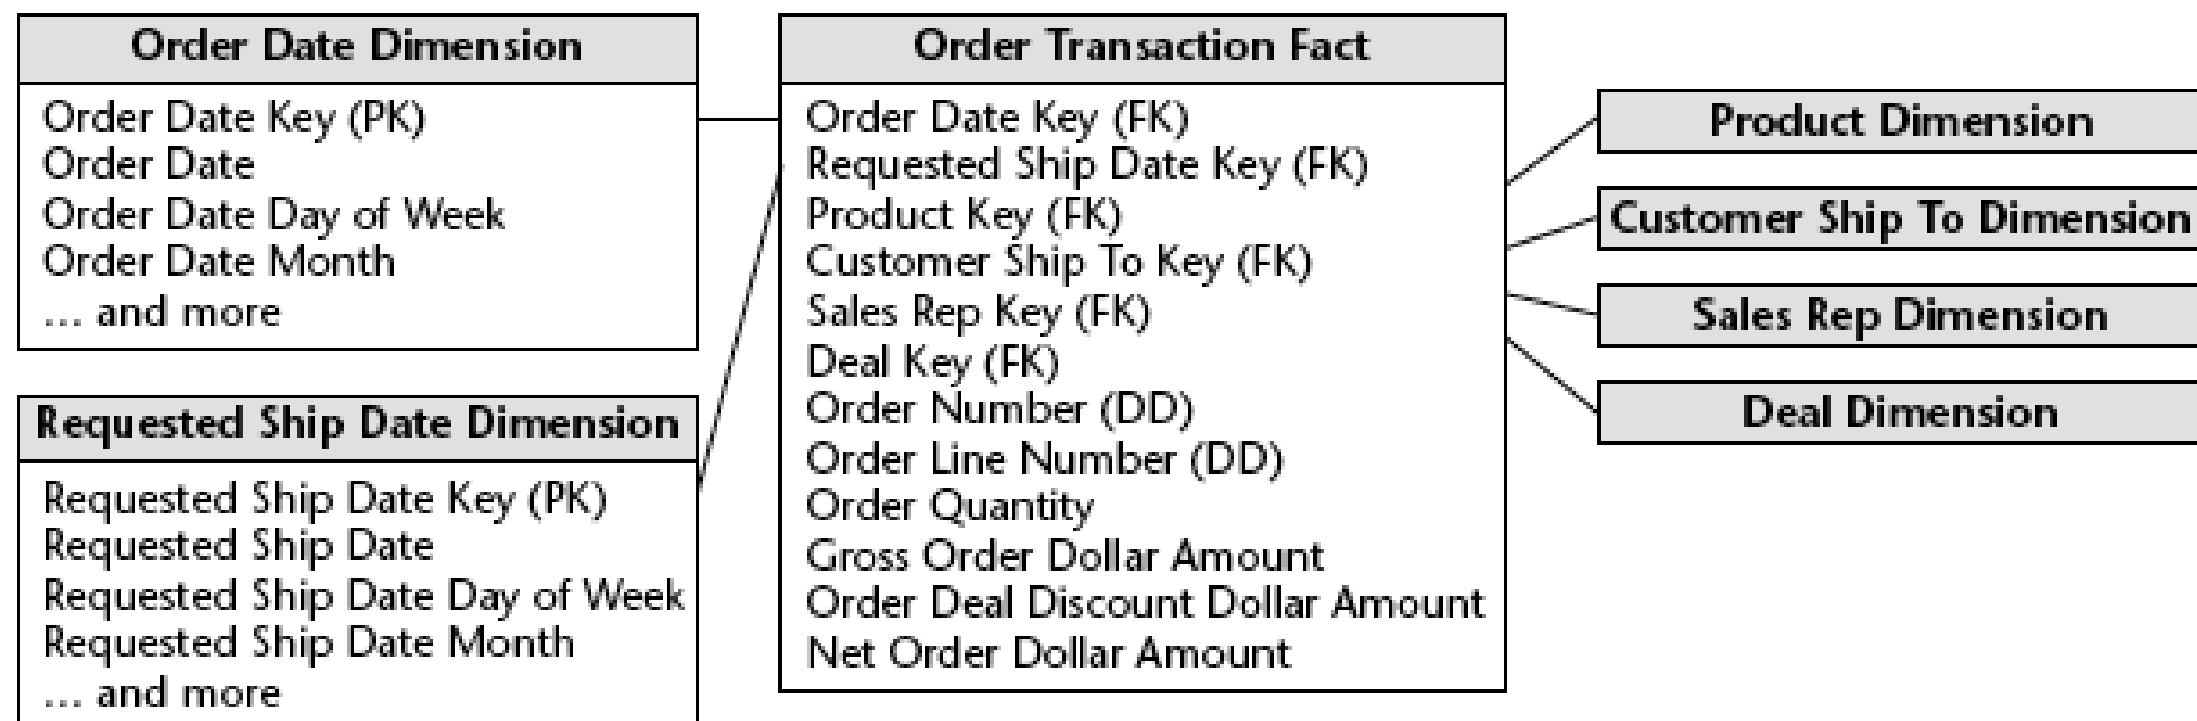 Order Date Dimension
Order Date Key (PK)
Order Date
Order Date Day of Week
Order Date Month
... and more
Requested Ship Date Dimension
Requested Ship Date Key (PK)
Requested Ship Date
Requested Ship Date Day of Week
Requested Ship Date Month
... and more
Order Transaction Fact
Order Date Key (FK)
Requested Ship Date Key (FK)
Product Key (FK)
Customer Ship To Key (FK)
Sales Rep Key (FK)
Deal Key (FK)
Order Number (DD)
Order Line Number (DD)
Order Quantity
Gross Order Dollar Amount
Order Deal Discount Dollar Amount
Net Order Dollar Amount
Product Dimension
Customer Ship To Dimension
Sales Rep Dimension
Deal Dimension